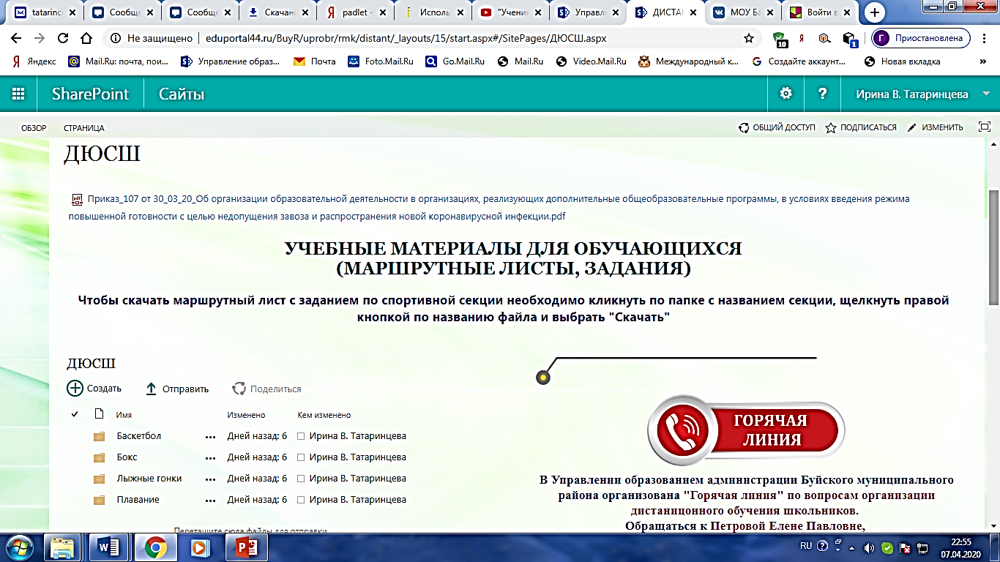 tatarinc
Сообще
Сообще
Скачан
padlet -
Исполь
"Учени
Управл
ДИСТАН
МОУ Ба
Войти в
Не защищено | eduportal44.ru/BuyR/uprobr/rmk/distant/_layouts/15/start.aspx#/SitePages/ДЮСШ.aspx
10
Я
1
Г Приостановлена
Яндекс
Mail.Ru: почта, пои...
Управление образ...
Почта
Foto.Mail.Ru
Go.Mail.Ru
Mail.Ru
Video.Mail.Ru
Международный к...
Создайте аккаунт...
Новая вкладка
»
SharePoint Сайты
? Ирина В. Татаринцева
ОБЗОР СТРАНИЦА
ОБЩИЙ ДОСТУП ПОДПИСАТЬСЯ ИЗМЕНИТЬ
ДЮСШ
Приказ_107 от 30_03_20_Об организации образовательной деятельности в организациях, реализующих дополнительные общеобразовательные программы, в условиях введения режима
повышенной готовности с целью недопущения завоза и распространения новой коронавирусной инфекции.pdf
УЧЕБНЫЕ МАТЕРИАЛЫ ДЛЯ ОБУЧАЮЩИХСЯ
(МАРШРУТНЫЕ ЛИСТЫ, ЗАДАНИЯ)
Чтобы скачать маршрутный лист с заданием по спортивной секции необходимо кликнуть по папке с названием секции, щелкнуть правой
кнопкой по названию файла и выбрать "Скачать"
ДЮСШ
Создать Отправить Поделиться
Имя Изменено Кем изменено
Баскетбол ... Дней назад: 6 Ирина В. Татаринцева
Бокс ... Дней назад: 6 Ирина В. Татаринцева
Лыжные гонки ... Дней назад: 6 Ирина В. Татаринцева
Плавание ... Дней назад: 6 Ирина В. Татаринцева
Перетащите сюда файлы для отправки
ГОРЯЧАЯ
ЛИНИЯ
В Управлении образованием администрации Буйского муниципального
района организована "Горячая линия" по вопросам организации
дистаницонного обучения школьников.
Обращаться к Петровой Елене Павловне,
RU
22:55
07.04.2020